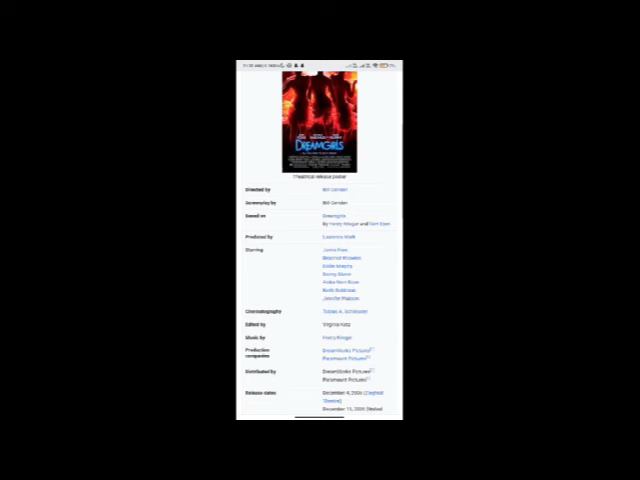 DREAMGIRLS
Theatrical release poster
Directed by Bill Condon
Screenplay by Bill Condon
Based on Dreamgirls
By Henry Krieger and Tom Eyen
Produced by Laurence Mark
Starring Jamie Foxx
Beyoncé Knowles
Eddie Murphy
Danny Glover
Anika Noni Rose
Keith Robinson
Jennifer Hudson
Cinematography Tobias A. Schliessler
Edited by Virginia Katz
Music by Henry Krieger
Production DreamWorks Pictures
companies Paramount Pictures
Distributed by DreamWorks Pictures
Paramount Pictures
Release dates December 4, 2006 (Ziegfeld
Theatre)
December 15, 2006 (United